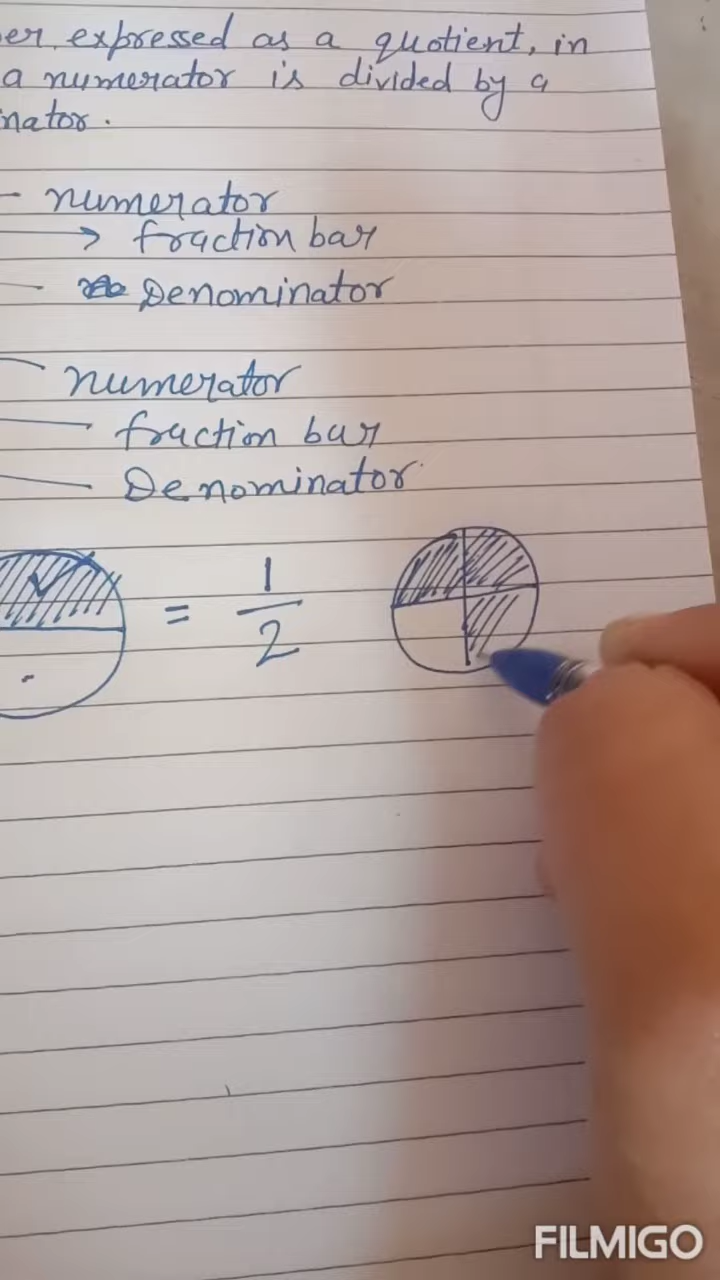 er expressed as a quotient, in
a numerator is divided by a
nator.
numerator
fraction bar
Denominator
numerator
fraction bar
Denominator
= 1/2
FILMIGO